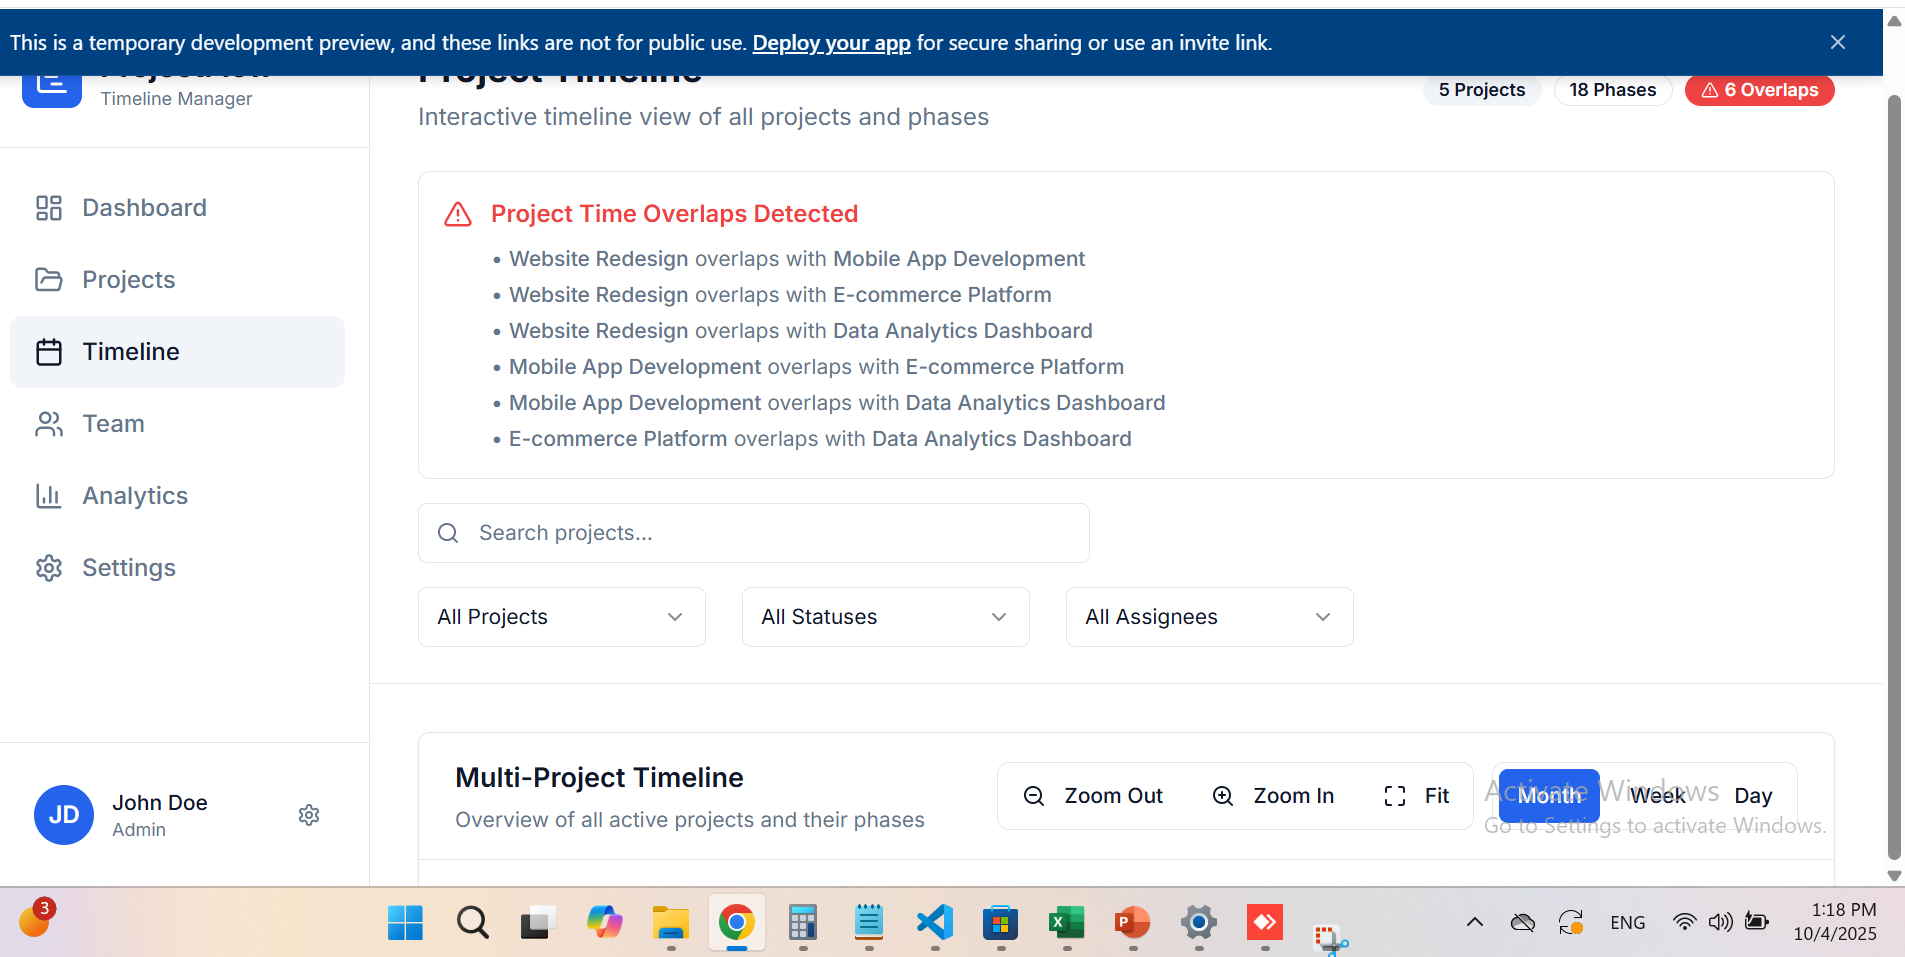 This is a temporary development preview, and these links are not for public use. Deploy your app for secure sharing or use an invite link.
Timeline Manager
Dashboard
Projects
Timeline
Team
Analytics
Settings
JD
John Doe
Admin
Project Timeline
Interactive timeline view of all projects and phases
5 Projects
18 Phases
6 Overlaps
Project Time Overlaps Detected
• Website Redesign overlaps with Mobile App Development
• Website Redesign overlaps with E-commerce Platform
• Website Redesign overlaps with Data Analytics Dashboard
• Mobile App Development overlaps with E-commerce Platform
• Mobile App Development overlaps with Data Analytics Dashboard
• E-commerce Platform overlaps with Data Analytics Dashboard
Search projects...
All Projects
All Statuses
All Assignees
Multi-Project Timeline
Overview of all active projects and their phases
Zoom Out
Zoom In
Fit
Month
Week
Day
Activate Windows
Go to Settings to activate Windows.
3
ENG
1:18 PM
10/4/2025